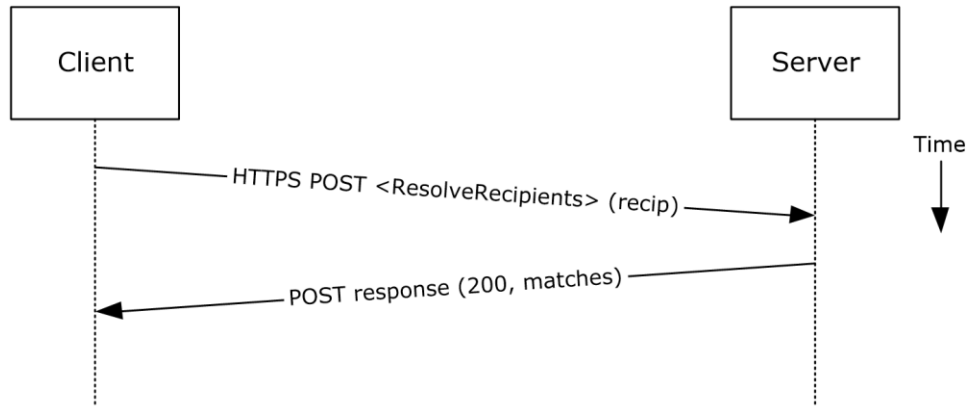 Client
Server
Time
HTTPS POST <ResolveRecipients> (recip)
POST response (200, matches)